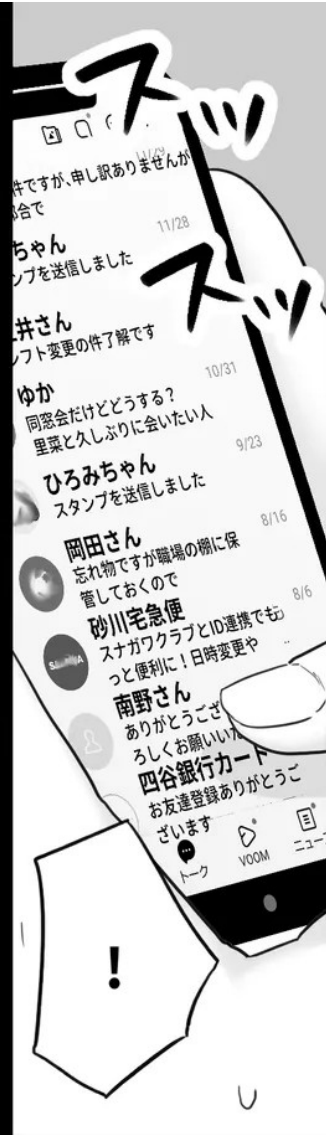 スッ
11/29
件ですが、申し訳ありませんが
合で
ちゃん
11/28
ンプを送信しました
スッ
井さん
フト変更の件了解です
ゆか
10/31
同窓会だけどどうする？
里菜と久しぶりに会いたい人
ひろみちゃん
9/23
スタンプを送信しました
岡田さん
8/16
忘れ物ですが職場の棚に保
管しておくので
砂川宅急便
8/6
スナガワクラブとID連携でも
っと便利に！日時変更や
南野さん
ありがとうござ
ろしくお願いいた
四谷銀行カード
お友達登録ありがとうご
ざいます
トーク
VOOM
ニュー
！